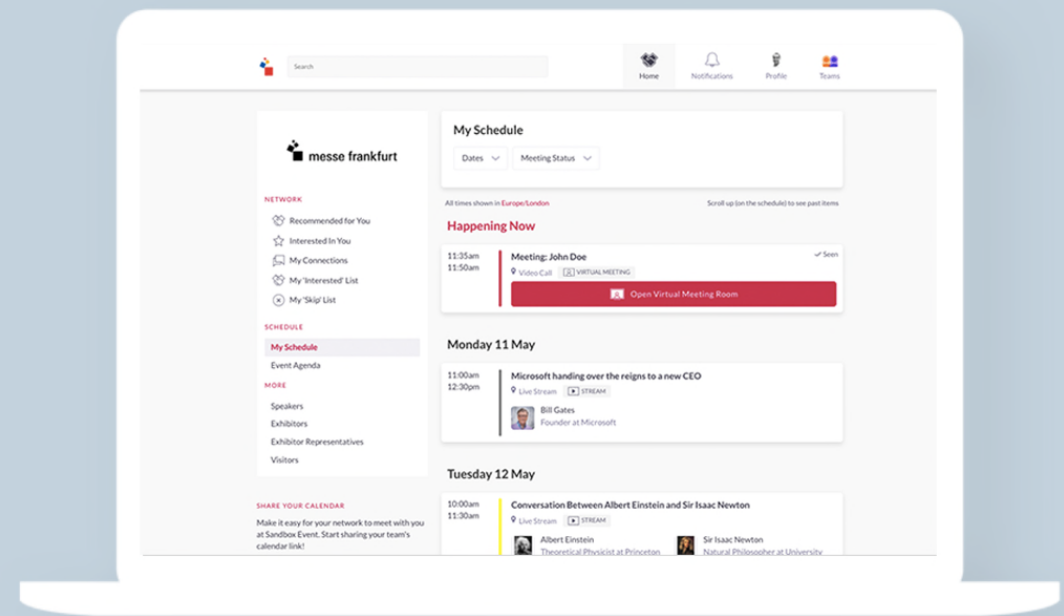 Search
Home
Notifications
Profile
Teams
messe frankfurt
NETWORK
Recommended for You
Interested In You
My Connections
My 'Interested' List
My 'Skip' List
SCHEDULE
My Schedule
Event Agenda
MORE
Speakers
Exhibitors
Exhibitor Representatives
Visitors
SHARE YOUR CALENDAR
Make it easy for your network to meet with you
at Sandbox Event. Start sharing your team's
calendar link!
My Schedule
Dates
Meeting Status
All times shown in Europe/London
Scroll up (on the schedule) to see past items
Happening Now
11:35am
11:50am
Meeting: John Doe
Seen
Video Call
VIRTUAL MEETING
Open Virtual Meeting Room
Monday 11 May
11:00am
12:30pm
Microsoft handing over the reigns to a new CEO
Live Stream
STREAM
Bill Gates
Founder at Microsoft
Tuesday 12 May
10:00am
11:30am
Conversation Between Albert Einstein and Sir Isaac Newton
Live Stream
STREAM
Albert Einstein
Theoretical Physicist at Princeton
Sir Isaac Newton
Natural Philosopher at University